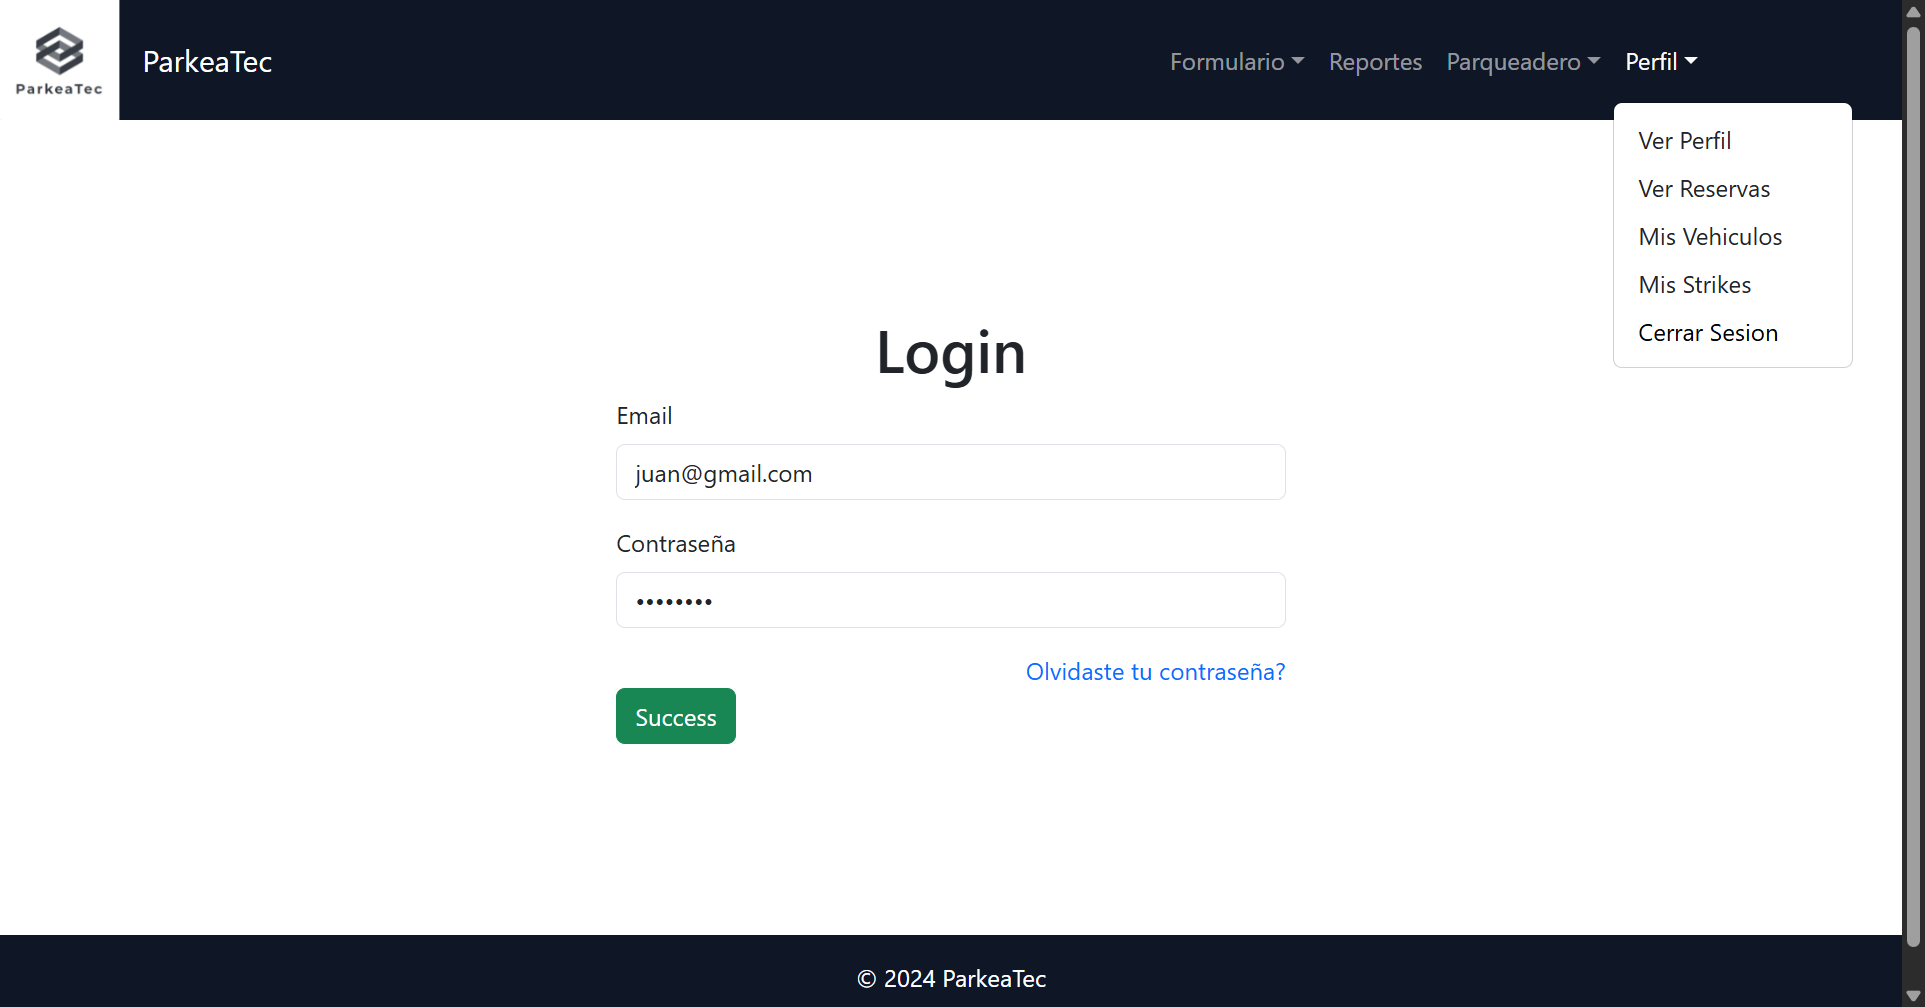 ParkeaTec
ParkeaTec
Formulario
Reportes
Parqueadero
Perfil
Ver Perfil
Ver Reservas
Mis Vehiculos
Mis Strikes
Cerrar Sesion
Login
Email
juan@gmail.com
Contraseña
••••••••
Olvidaste tu contraseña?
Success
© 2024 ParkeaTec